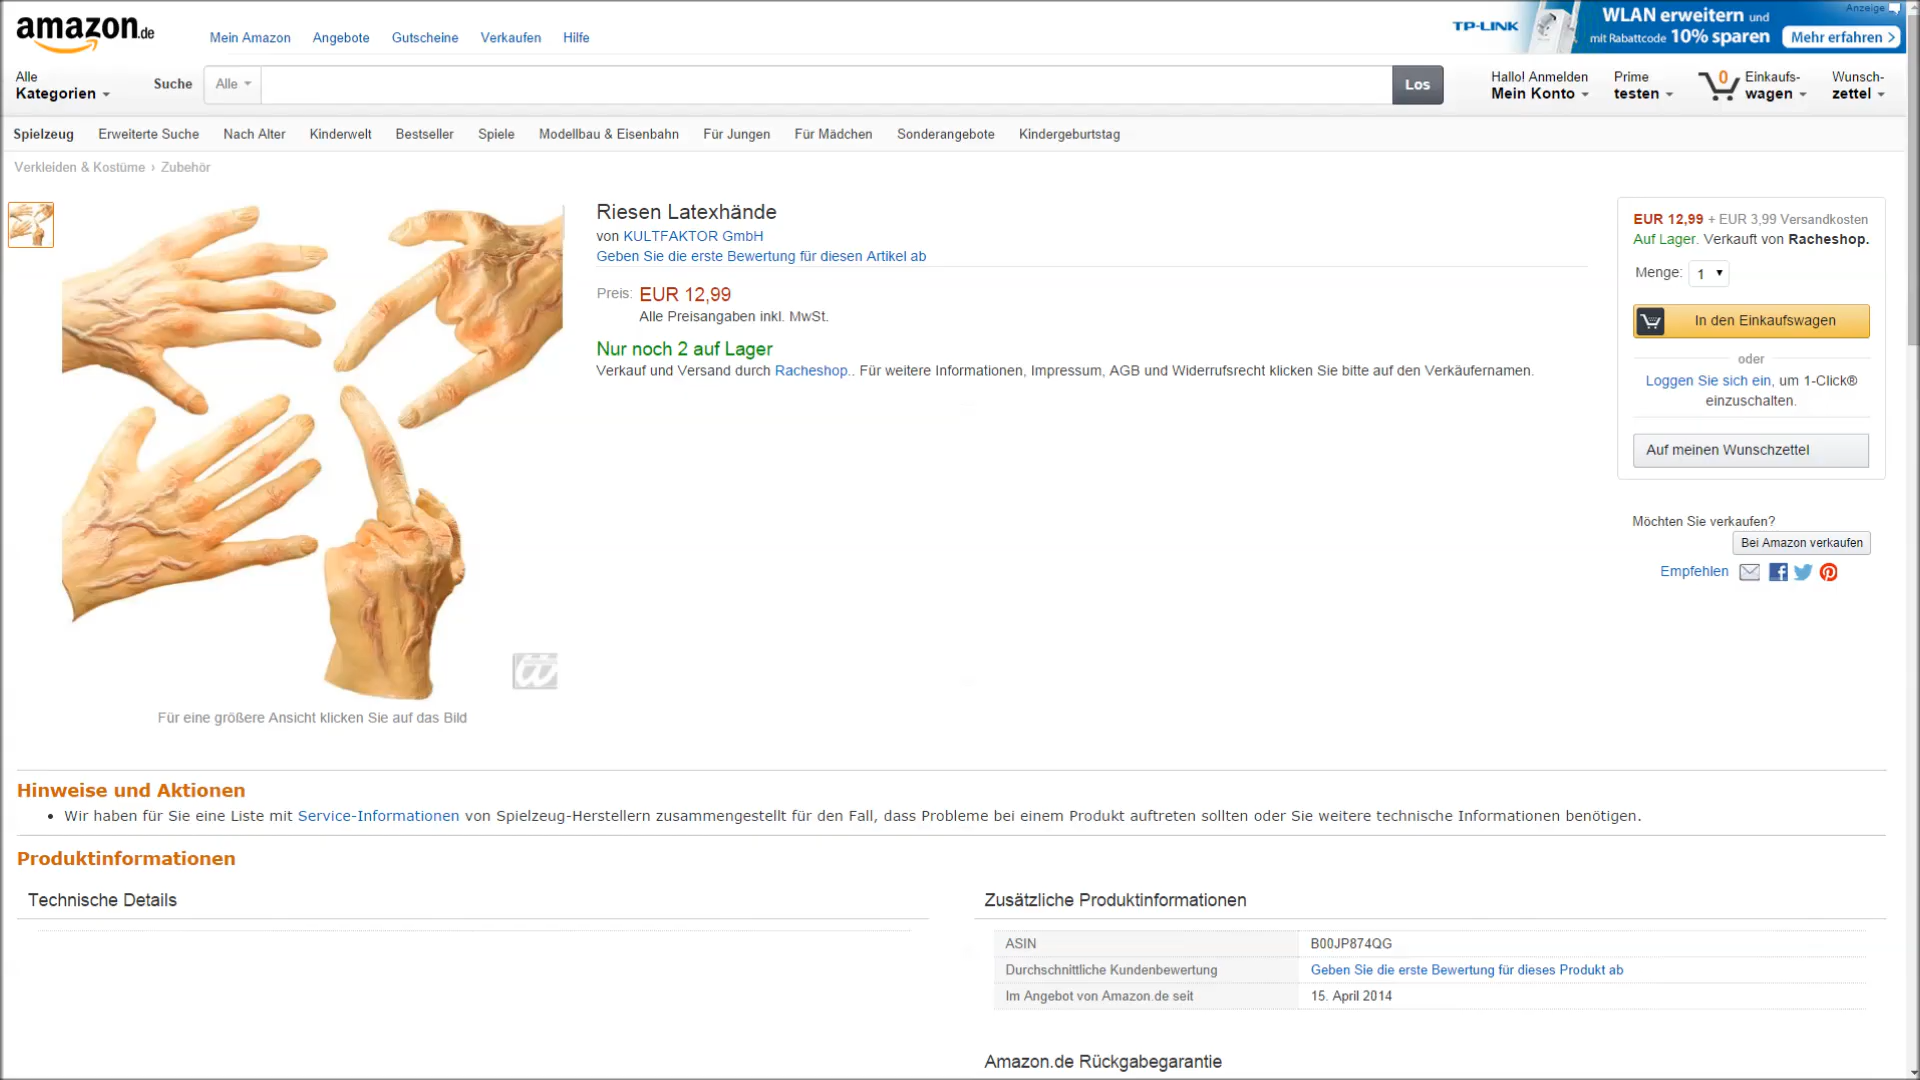 amazon.de
Mein Amazon Angebote Gutscheine Verkaufen Hilfe
TP-LINK
WLAN erweitern und
mit Rabattcode 10% sparen
Mehr erfahren >
Anzeige
Alle
Kategorien
Suche
Alle
Los
Hallo! Anmelden
Mein Konto
Prime
testen
0
Einkaufs-
wagen
Wunsch-
zettel
Spielzeug Erweiterte Suche Nach Alter Kinderwelt Bestseller Spiele Modellbau & Eisenbahn Für Jungen Für Mädchen Sonderangebote Kindergeburtstag
Verkleiden & Kostüme › Zubehör
Riesen Latexhände
von KULTFAKTOR GmbH
Geben Sie die erste Bewertung für diesen Artikel ab
Preis: EUR 12,99
Alle Preisangaben inkl. MwSt.
Nur noch 2 auf Lager
Verkauf und Versand durch Racheshop.. Für weitere Informationen, Impressum, AGB und Widerrufsrecht klicken Sie bitte auf den Verkäufernamen.
Für eine größere Ansicht klicken Sie auf das Bild
EUR 12,99 + EUR 3,99 Versandkosten
Auf Lager. Verkauft von Racheshop.
Menge: 1
In den Einkaufswagen
oder
Loggen Sie sich ein, um 1-Click®
einzuschalten.
Auf meinen Wunschzettel
Möchten Sie verkaufen?
Bei Amazon verkaufen
Empfehlen
Hinweise und Aktionen
• Wir haben für Sie eine Liste mit Service-Informationen von Spielzeug-Herstellern zusammengestellt für den Fall, dass Probleme bei einem Produkt auftreten sollten oder Sie weitere technische Informationen benötigen.
Produktinformationen
Technische Details
Zusätzliche Produktinformationen
ASIN B00JP874QG
Durchschnittliche Kundenbewertung Geben Sie die erste Bewertung für dieses Produkt ab
Im Angebot von Amazon.de seit 15. April 2014
Amazon.de Rückgabegarantie